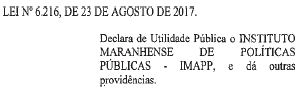 LEI Nº 6.216, DE 23 DE AGOSTO DE 2017.
Declara de Utilidade Pública o INSTITUTO
MARANHENSE DE POLÍTICAS
PÚBLICAS - IMAPP, e dá outras
providências.